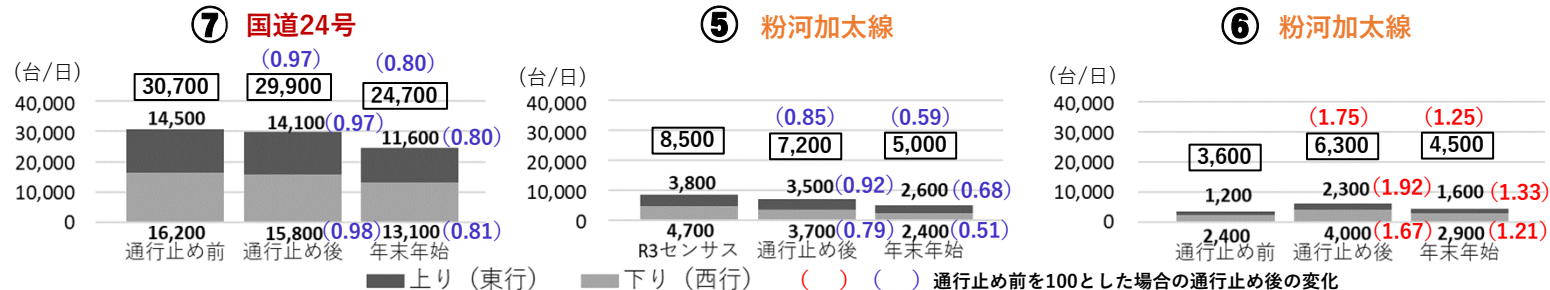 ⑦ 国道24号
(台/日)
(0.97) (0.80)
30,700 29,900 24,700
40,000
30,000
20,000
10,000
0
14,500 14,100(0.97) 11,600(0.80)
16,200 15,800(0.98) 13,100(0.81)
通行止め前 通行止め後 年末年始
⑤ 粉河加太線
(台/日)
(0.85) (0.59)
8,500 7,200 5,000
40,000
30,000
20,000
10,000
0
3,800 3,500(0.92) 2,600(0.68)
4,700 3,700(0.79) 2,400(0.51)
R3センサス 通行止め後 年末年始
⑥ 粉河加太線
(台/日)
(1.75) (1.25)
3,600 6,300 4,500
40,000
30,000
20,000
10,000
0
1,200 2,300(1.92) 1,600(1.33)
2,400 4,000(1.67) 2,900(1.21)
通行止め前 通行止め後 年末年始
上り（東行） 下り（西行） （ ）（ ）通行止め前を100とした場合の通行止め後の変化